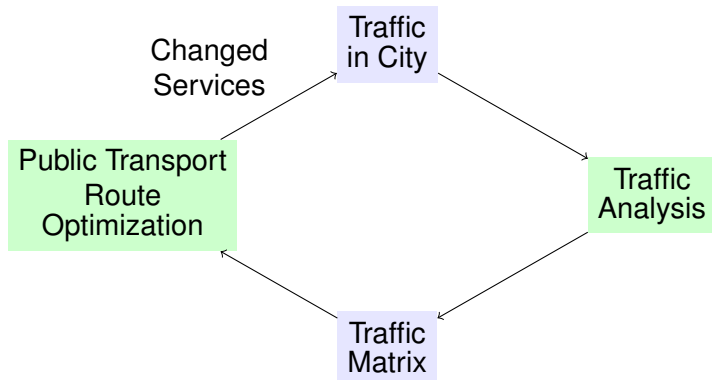 Traffic
in City
Changed
Services
Public Transport
Route
Optimization
Traffic
Analysis
Traffic
Matrix